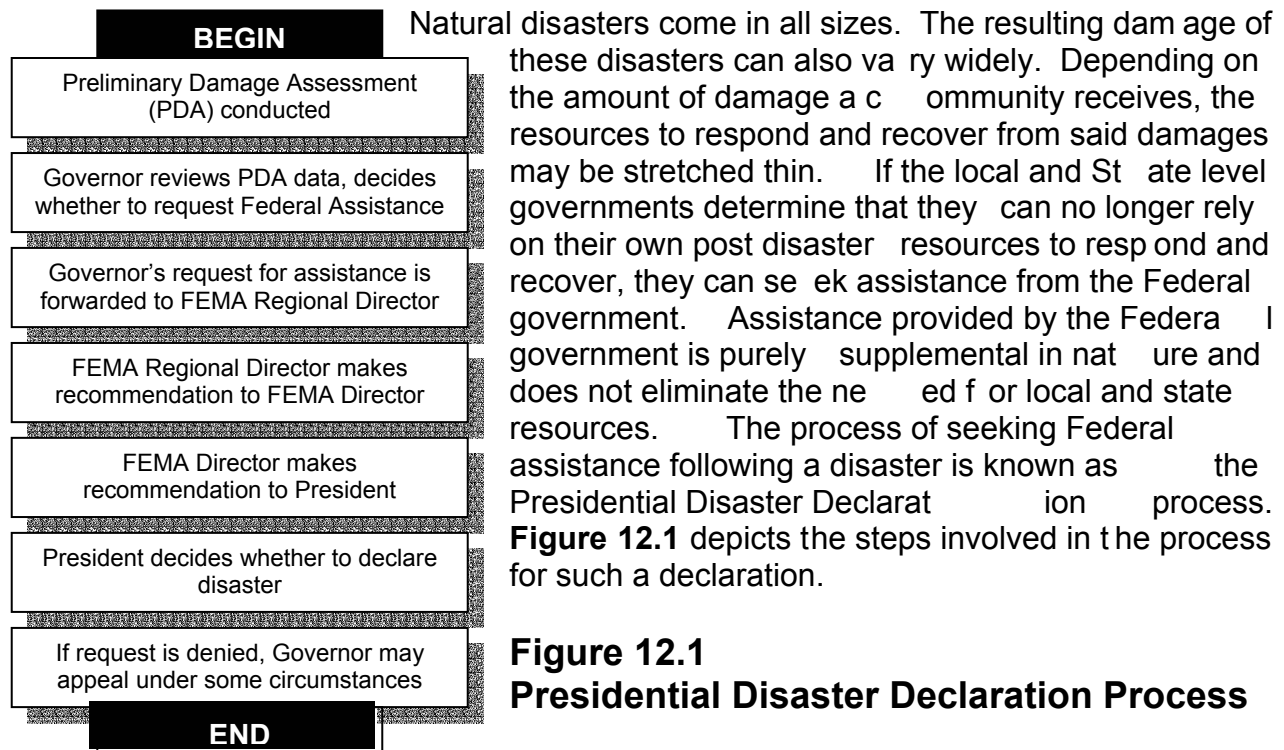 BEGIN
Preliminary Damage Assessment
(PDA) conducted
Governor reviews PDA data, decides
whether to request Federal Assistance
Governor's request for assistance is
forwarded to FEMA Regional Director
FEMA Regional Director makes
recommendation to FEMA Director
FEMA Director makes
recommendation to President
President decides whether to declare
disaster
If request is denied, Governor may
appeal under some circumstances
END
Natural disasters come in all sizes. The resulting dam age of
these disasters can also va ry widely. Depending on
the amount of damage a c ommunity receives, the
resources to respond and recover from said damages
may be stretched thin. If the local and St ate level
governments determine that they can no longer rely
on their own post disaster resources to resp ond and
recover, they can se ek assistance from the Federal
government. Assistance provided by the Federa l
government is purely supplemental in nat ure and
does not eliminate the ne ed f or local and state
resources. The process of seeking Federal
assistance following a disaster is known as the
Presidential Disaster Declarat ion process.
Figure 12.1 depicts the steps involved in t he process
for such a declaration.
Figure 12.1
Presidential Disaster Declaration Process